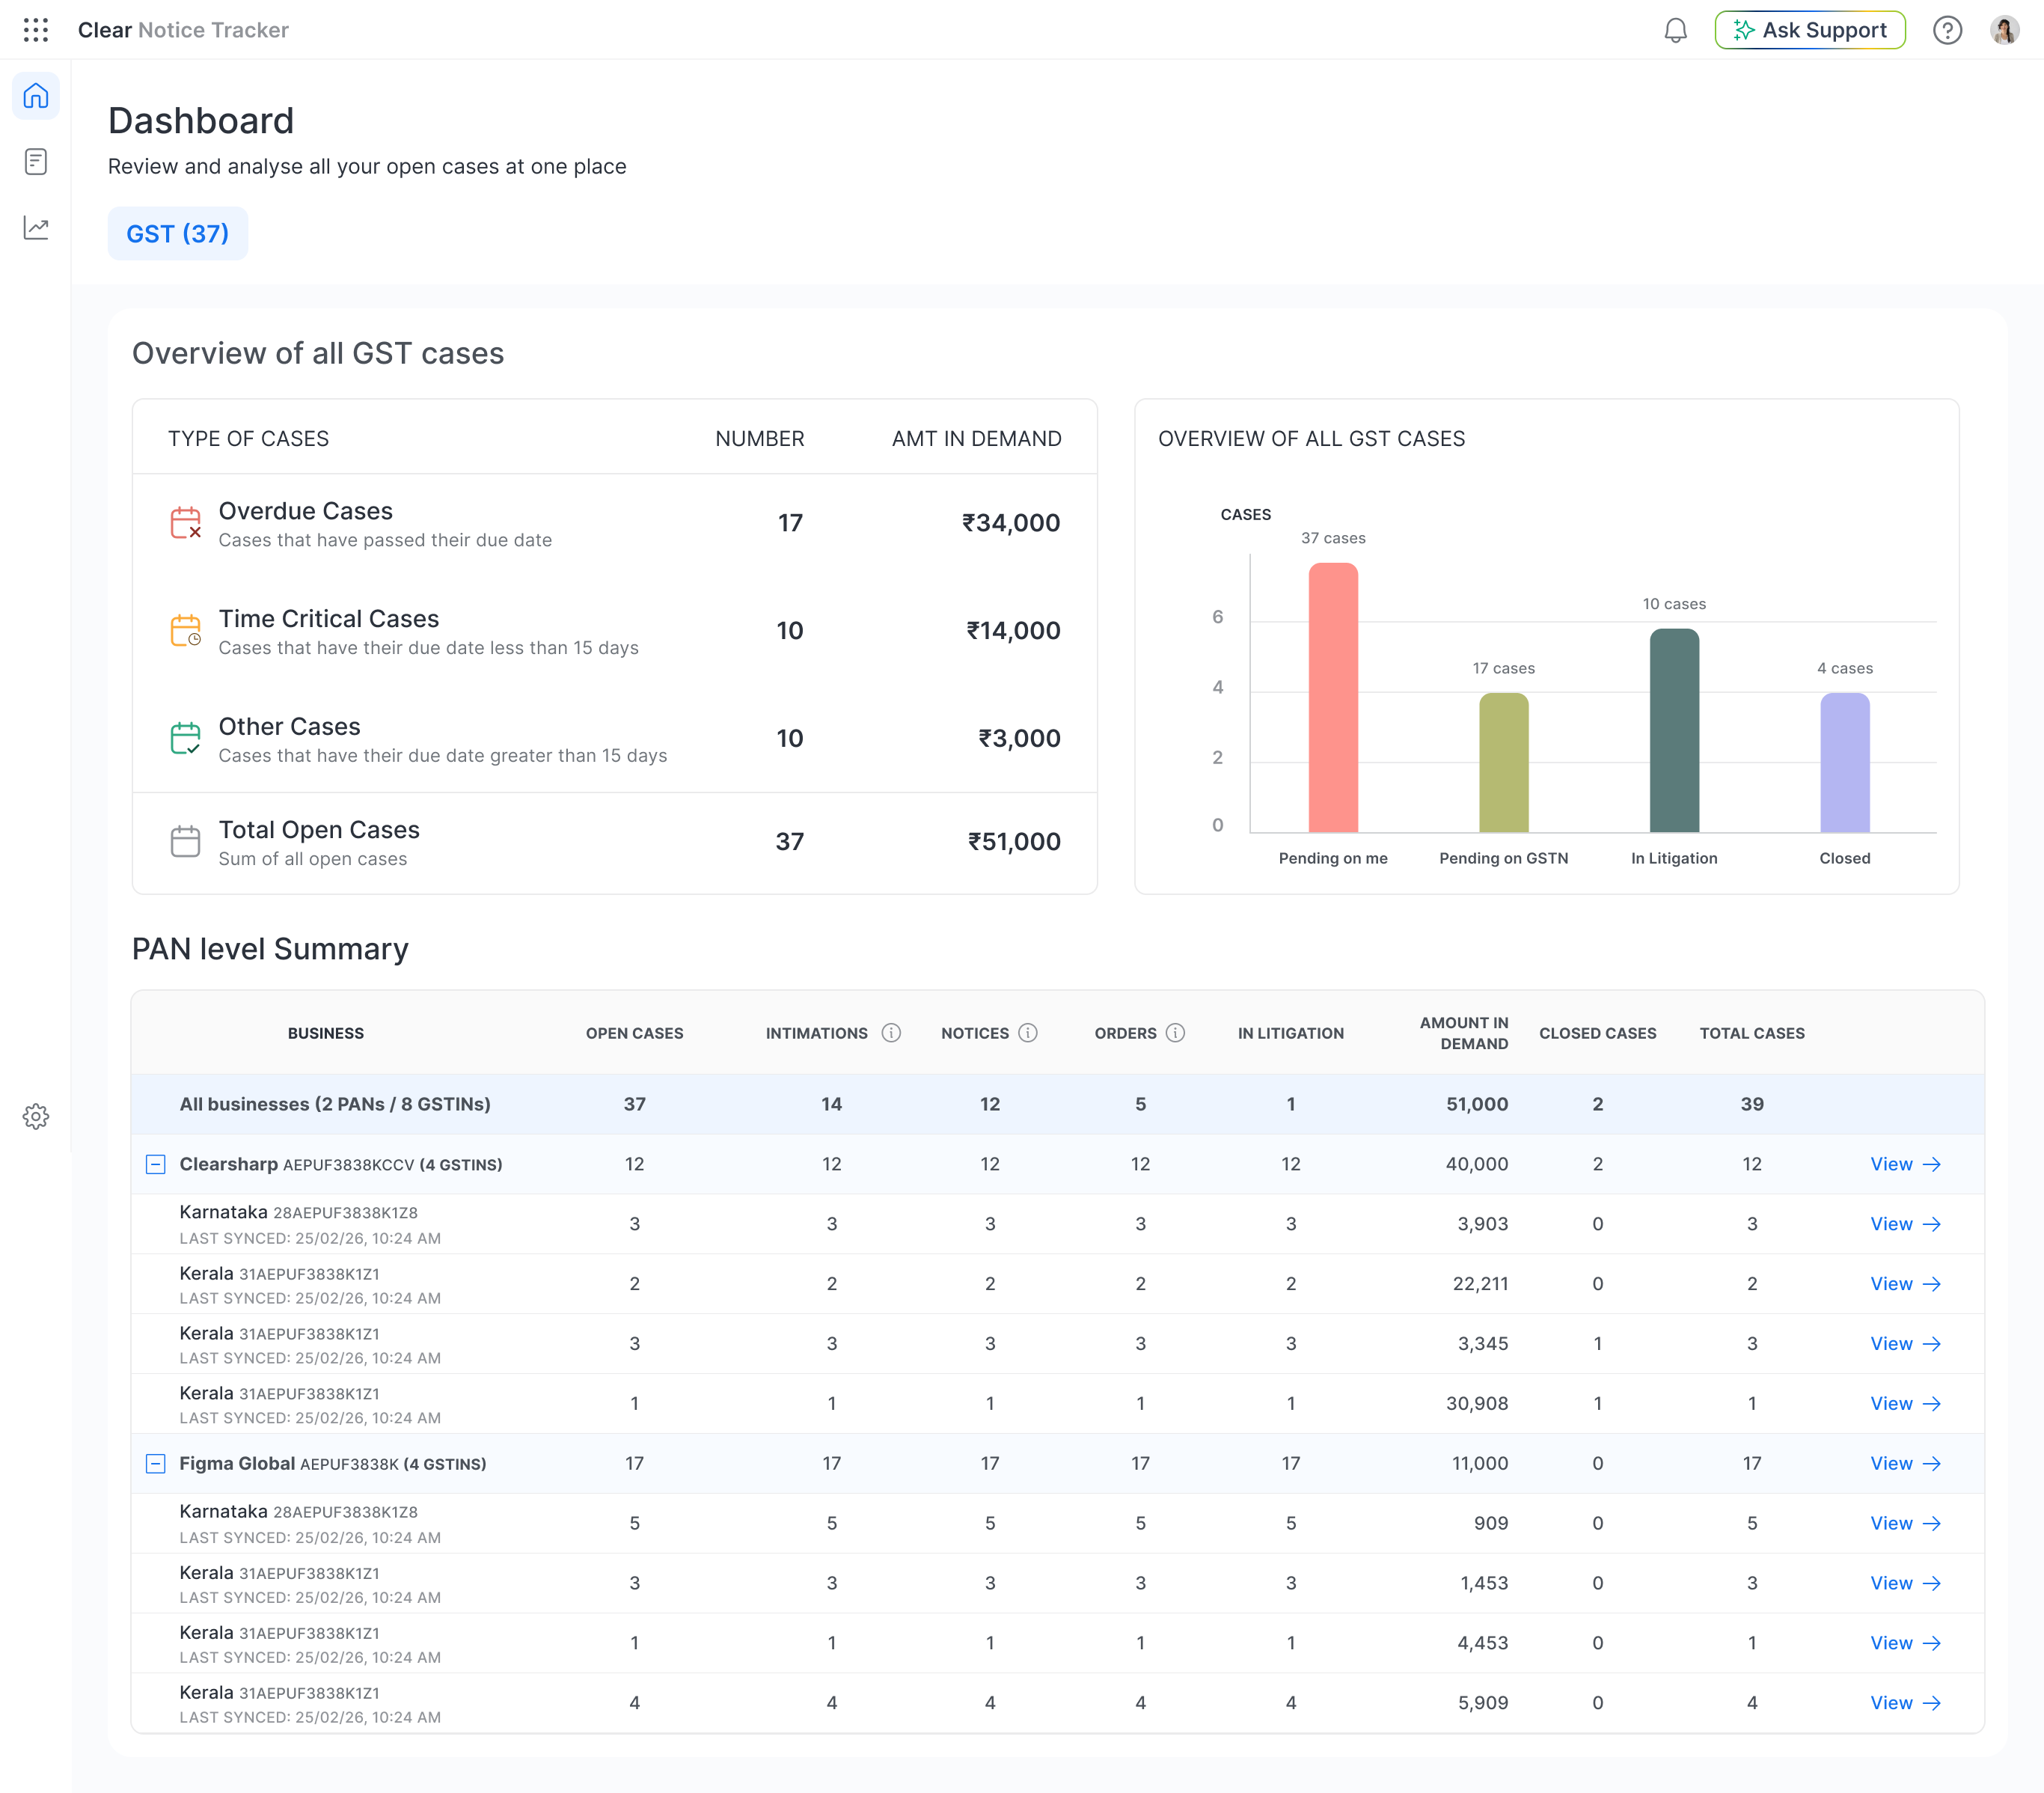 Clear Notice Tracker
Ask Support
Dashboard
Review and analyse all your open cases at one place
GST (37)
Overview of all GST cases
TYPE OF CASES NUMBER AMT IN DEMAND
Overdue Cases
Cases that have passed their due date
17 ₹34,000
Time Critical Cases
Cases that have their due date less than 15 days
10 ₹14,000
Other Cases
Cases that have their due date greater than 15 days
10 ₹3,000
Total Open Cases
Sum of all open cases
37 ₹51,000
OVERVIEW OF ALL GST CASES
CASES
37 cases
10 cases
17 cases
4 cases
6
4
2
0
Pending on me Pending on GSTN In Litigation Closed
PAN level Summary
BUSINESS OPEN CASES INTIMATIONS NOTICES ORDERS IN LITIGATION AMOUNT IN DEMAND CLOSED CASES TOTAL CASES
All businesses (2 PANs / 8 GSTINs) 37 14 12 5 1 51,000 2 39
Clearsharp AEPUF3838KCCV (4 GSTINS) 12 12 12 12 12 40,000 2 12 View
Karnataka 28AEPUF3838K1Z8
LAST SYNCED: 25/02/26, 10:24 AM
3 3 3 3 3 3,903 0 3 View
Kerala 31AEPUF3838K1Z1
LAST SYNCED: 25/02/26, 10:24 AM
2 2 2 2 2 22,211 0 2 View
Kerala 31AEPUF3838K1Z1
LAST SYNCED: 25/02/26, 10:24 AM
3 3 3 3 3 3,345 1 3 View
Kerala 31AEPUF3838K1Z1
LAST SYNCED: 25/02/26, 10:24 AM
1 1 1 1 1 30,908 1 1 View
Figma Global AEPUF3838K (4 GSTINS) 17 17 17 17 17 11,000 0 17 View
Karnataka 28AEPUF3838K1Z8
LAST SYNCED: 25/02/26, 10:24 AM
5 5 5 5 5 909 0 5 View
Kerala 31AEPUF3838K1Z1
LAST SYNCED: 25/02/26, 10:24 AM
3 3 3 3 3 1,453 0 3 View
Kerala 31AEPUF3838K1Z1
LAST SYNCED: 25/02/26, 10:24 AM
1 1 1 1 1 4,453 0 1 View
Kerala 31AEPUF3838K1Z1
LAST SYNCED: 25/02/26, 10:24 AM
4 4 4 4 4 5,909 0 4 View